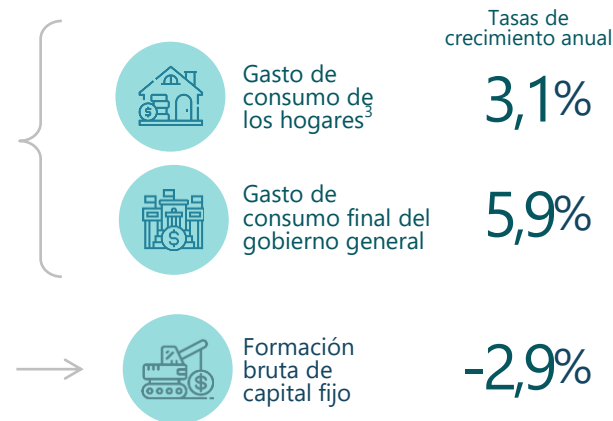 Tasas de
crecimiento anual
Gasto de
consumo de
los hogares³
3,1%
Gasto de
consumo final del
gobierno general
5,9%
Formación
bruta de
capital fijo
-2,9%